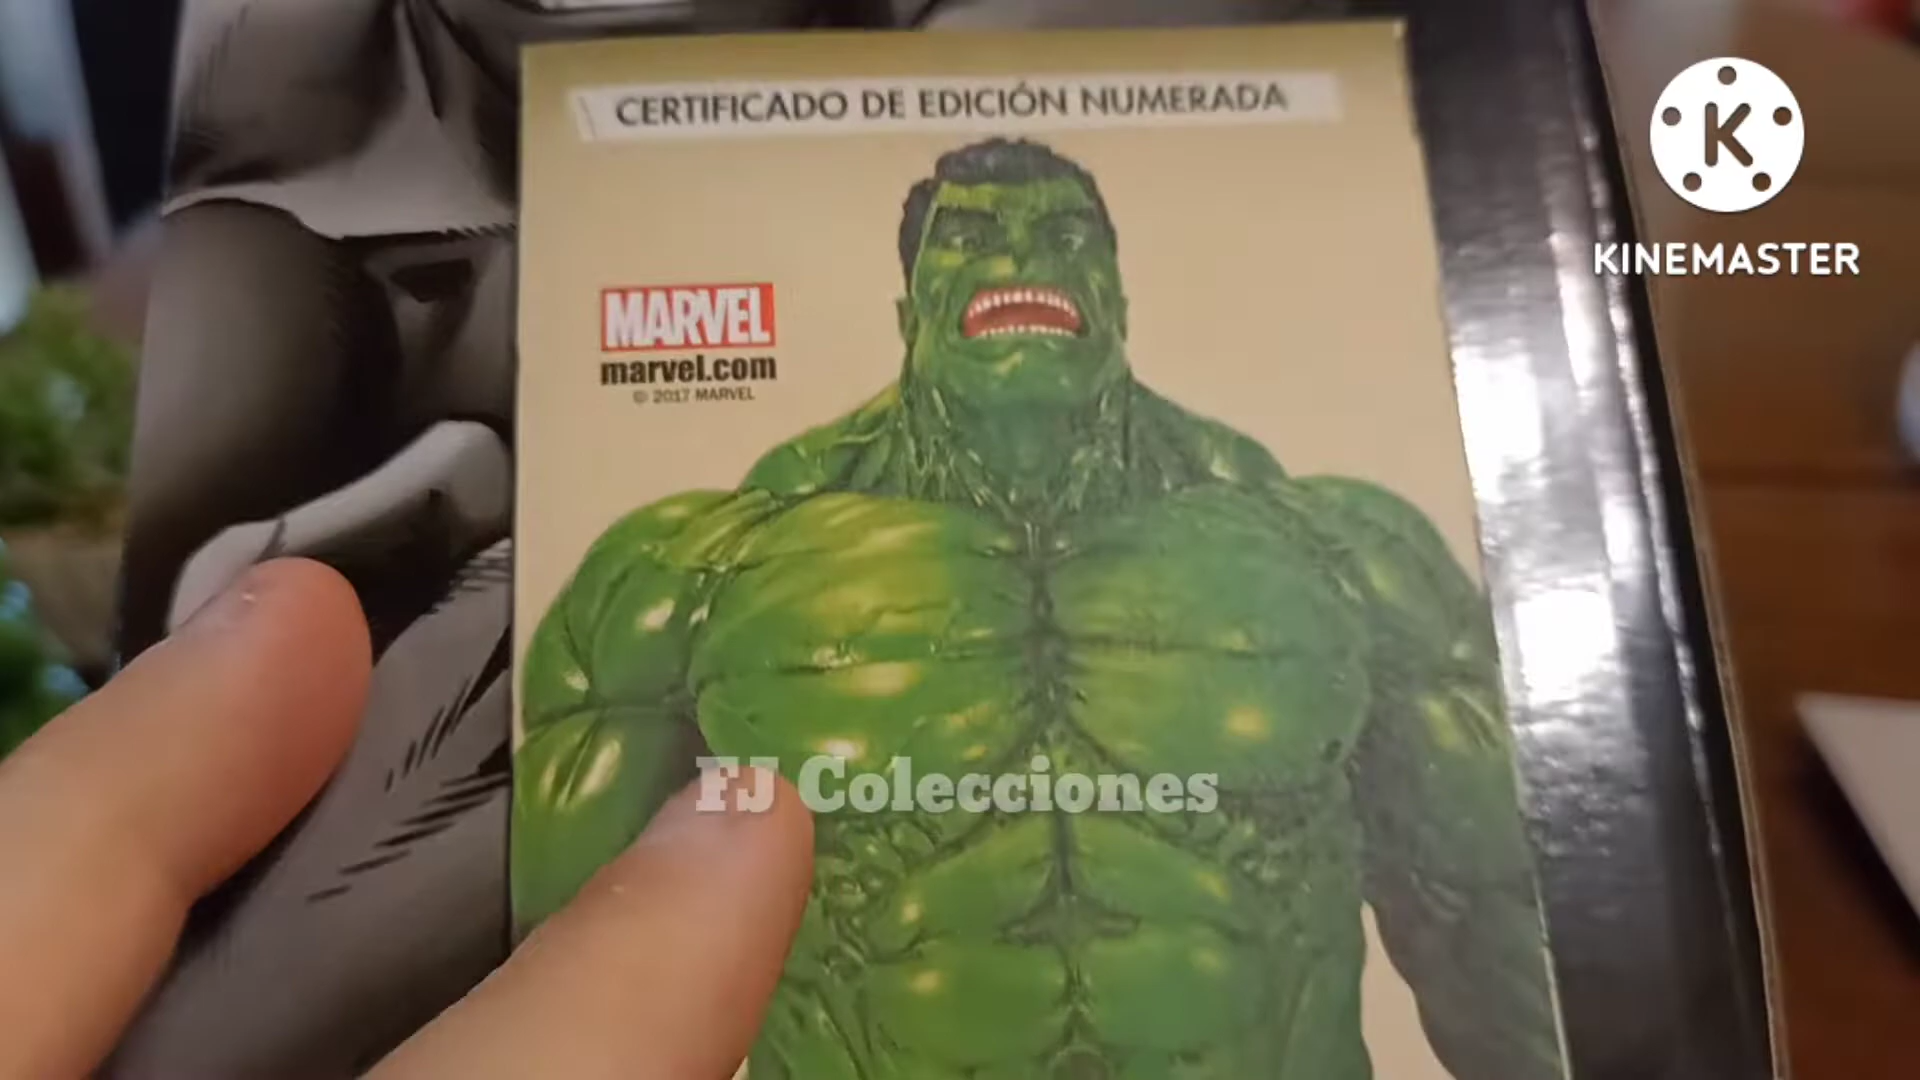 CERTIFICADO DE EDICIÓN NUMERADA
MARVEL
marvel.com
© 2017 MARVEL
K
KINEMASTER
FJ Colecciones